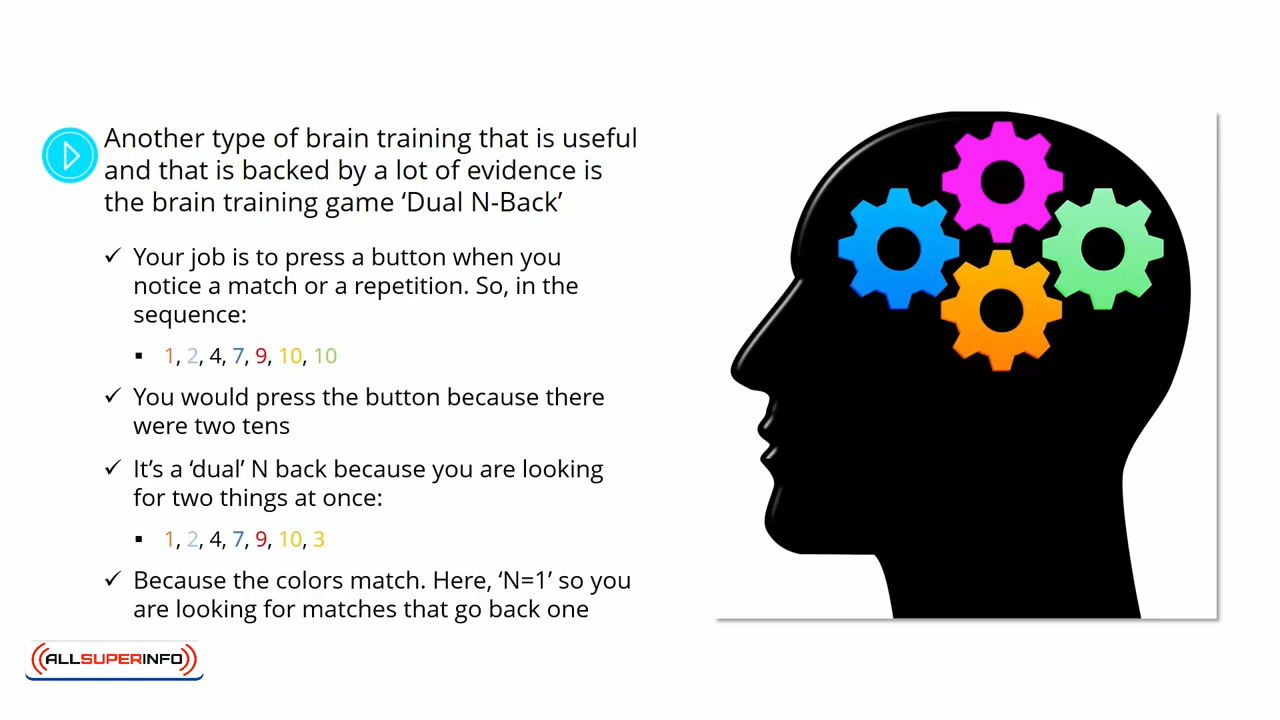 Another type of brain training that is useful
and that is backed by a lot of evidence is
the brain training game ‘Dual N-Back’
✓ Your job is to press a button when you
notice a match or a repetition. So, in the
sequence:
▪ 1, 2, 4, 7, 9, 10, 10
✓ You would press the button because there
were two tens
✓ It’s a ‘dual’ N back because you are looking
for two things at once:
▪ 1, 2, 4, 7, 9, 10, 3
✓ Because the colors match. Here, ‘N=1’ so you
are looking for matches that go back one
ALLSUPERINFO